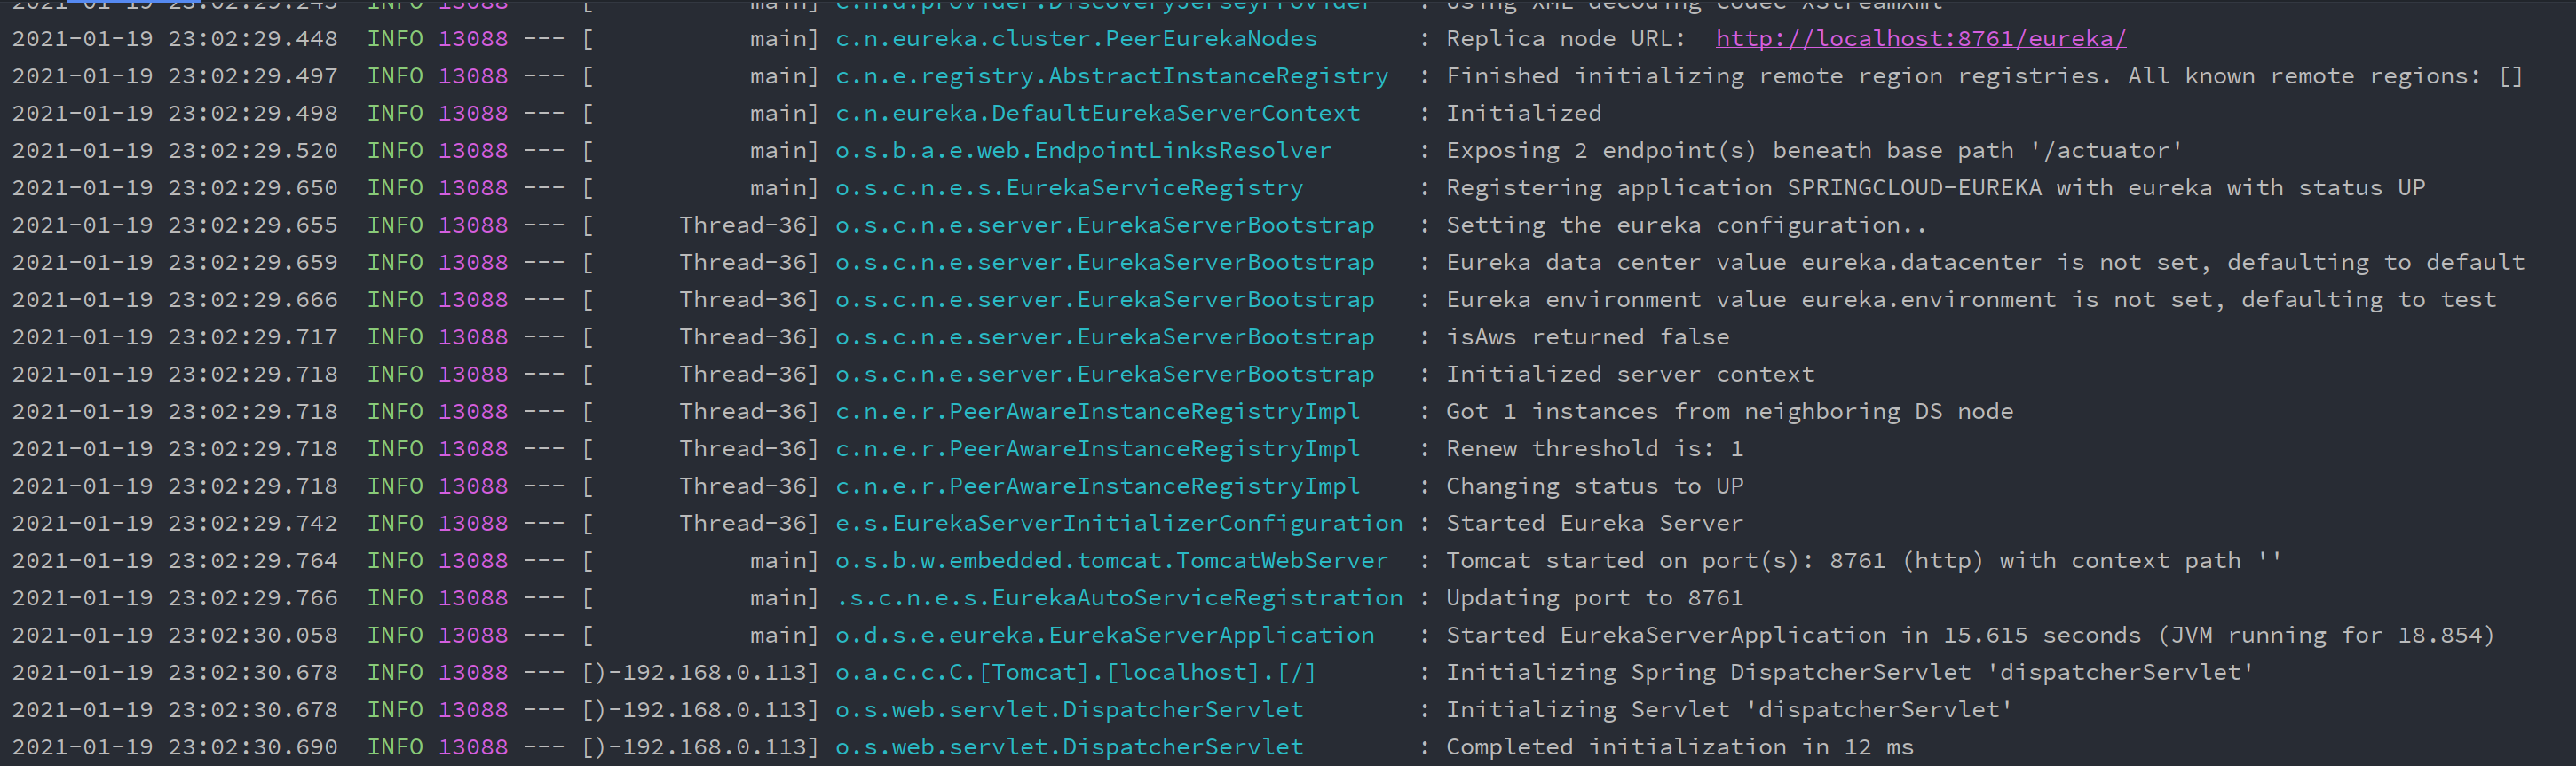 2021-01-19 23:02:29.245  INFO 13088 --- [           main] c.n.d.provider.DiscoveryJerseyProvider   : Using XML decoding codec XStreamXml
2021-01-19 23:02:29.448  INFO 13088 --- [           main] c.n.eureka.cluster.PeerEurekaNodes       : Replica node URL:  http://localhost:8761/eureka/
2021-01-19 23:02:29.497  INFO 13088 --- [           main] c.n.e.registry.AbstractInstanceRegistry  : Finished initializing remote region registries. All known remote regions: []
2021-01-19 23:02:29.498  INFO 13088 --- [           main] c.n.eureka.DefaultEurekaServerContext    : Initialized
2021-01-19 23:02:29.520  INFO 13088 --- [           main] o.s.b.a.e.web.EndpointLinksResolver      : Exposing 2 endpoint(s) beneath base path '/actuator'
2021-01-19 23:02:29.650  INFO 13088 --- [           main] o.s.c.n.e.s.EurekaServiceRegistry        : Registering application SPRINGCLOUD-EUREKA with eureka with status UP
2021-01-19 23:02:29.655  INFO 13088 --- [      Thread-36] o.s.c.n.e.server.EurekaServerBootstrap   : Setting the eureka configuration..
2021-01-19 23:02:29.659  INFO 13088 --- [      Thread-36] o.s.c.n.e.server.EurekaServerBootstrap   : Eureka data center value eureka.datacenter is not set, defaulting to default
2021-01-19 23:02:29.666  INFO 13088 --- [      Thread-36] o.s.c.n.e.server.EurekaServerBootstrap   : Eureka environment value eureka.environment is not set, defaulting to test
2021-01-19 23:02:29.717  INFO 13088 --- [      Thread-36] o.s.c.n.e.server.EurekaServerBootstrap   : isAws returned false
2021-01-19 23:02:29.718  INFO 13088 --- [      Thread-36] o.s.c.n.e.server.EurekaServerBootstrap   : Initialized server context
2021-01-19 23:02:29.718  INFO 13088 --- [      Thread-36] c.n.e.r.PeerAwareInstanceRegistryImpl    : Got 1 instances from neighboring DS node
2021-01-19 23:02:29.718  INFO 13088 --- [      Thread-36] c.n.e.r.PeerAwareInstanceRegistryImpl    : Renew threshold is: 1
2021-01-19 23:02:29.718  INFO 13088 --- [      Thread-36] c.n.e.r.PeerAwareInstanceRegistryImpl    : Changing status to UP
2021-01-19 23:02:29.742  INFO 13088 --- [      Thread-36] e.s.EurekaServerInitializerConfiguration : Started Eureka Server
2021-01-19 23:02:29.764  INFO 13088 --- [           main] o.s.b.w.embedded.tomcat.TomcatWebServer  : Tomcat started on port(s): 8761 (http) with context path ''
2021-01-19 23:02:29.766  INFO 13088 --- [           main] .s.c.n.e.s.EurekaAutoServiceRegistration : Updating port to 8761
2021-01-19 23:02:30.058  INFO 13088 --- [           main] o.d.s.e.eureka.EurekaServerApplication   : Started EurekaServerApplication in 15.615 seconds (JVM running for 18.854)
2021-01-19 23:02:30.678  INFO 13088 --- [)-192.168.0.113] o.a.c.c.C.[Tomcat].[localhost].[/]       : Initializing Spring DispatcherServlet 'dispatcherServlet'
2021-01-19 23:02:30.678  INFO 13088 --- [)-192.168.0.113] o.s.web.servlet.DispatcherServlet        : Initializing Servlet 'dispatcherServlet'
2021-01-19 23:02:30.690  INFO 13088 --- [)-192.168.0.113] o.s.web.servlet.DispatcherServlet        : Completed initialization in 12 ms